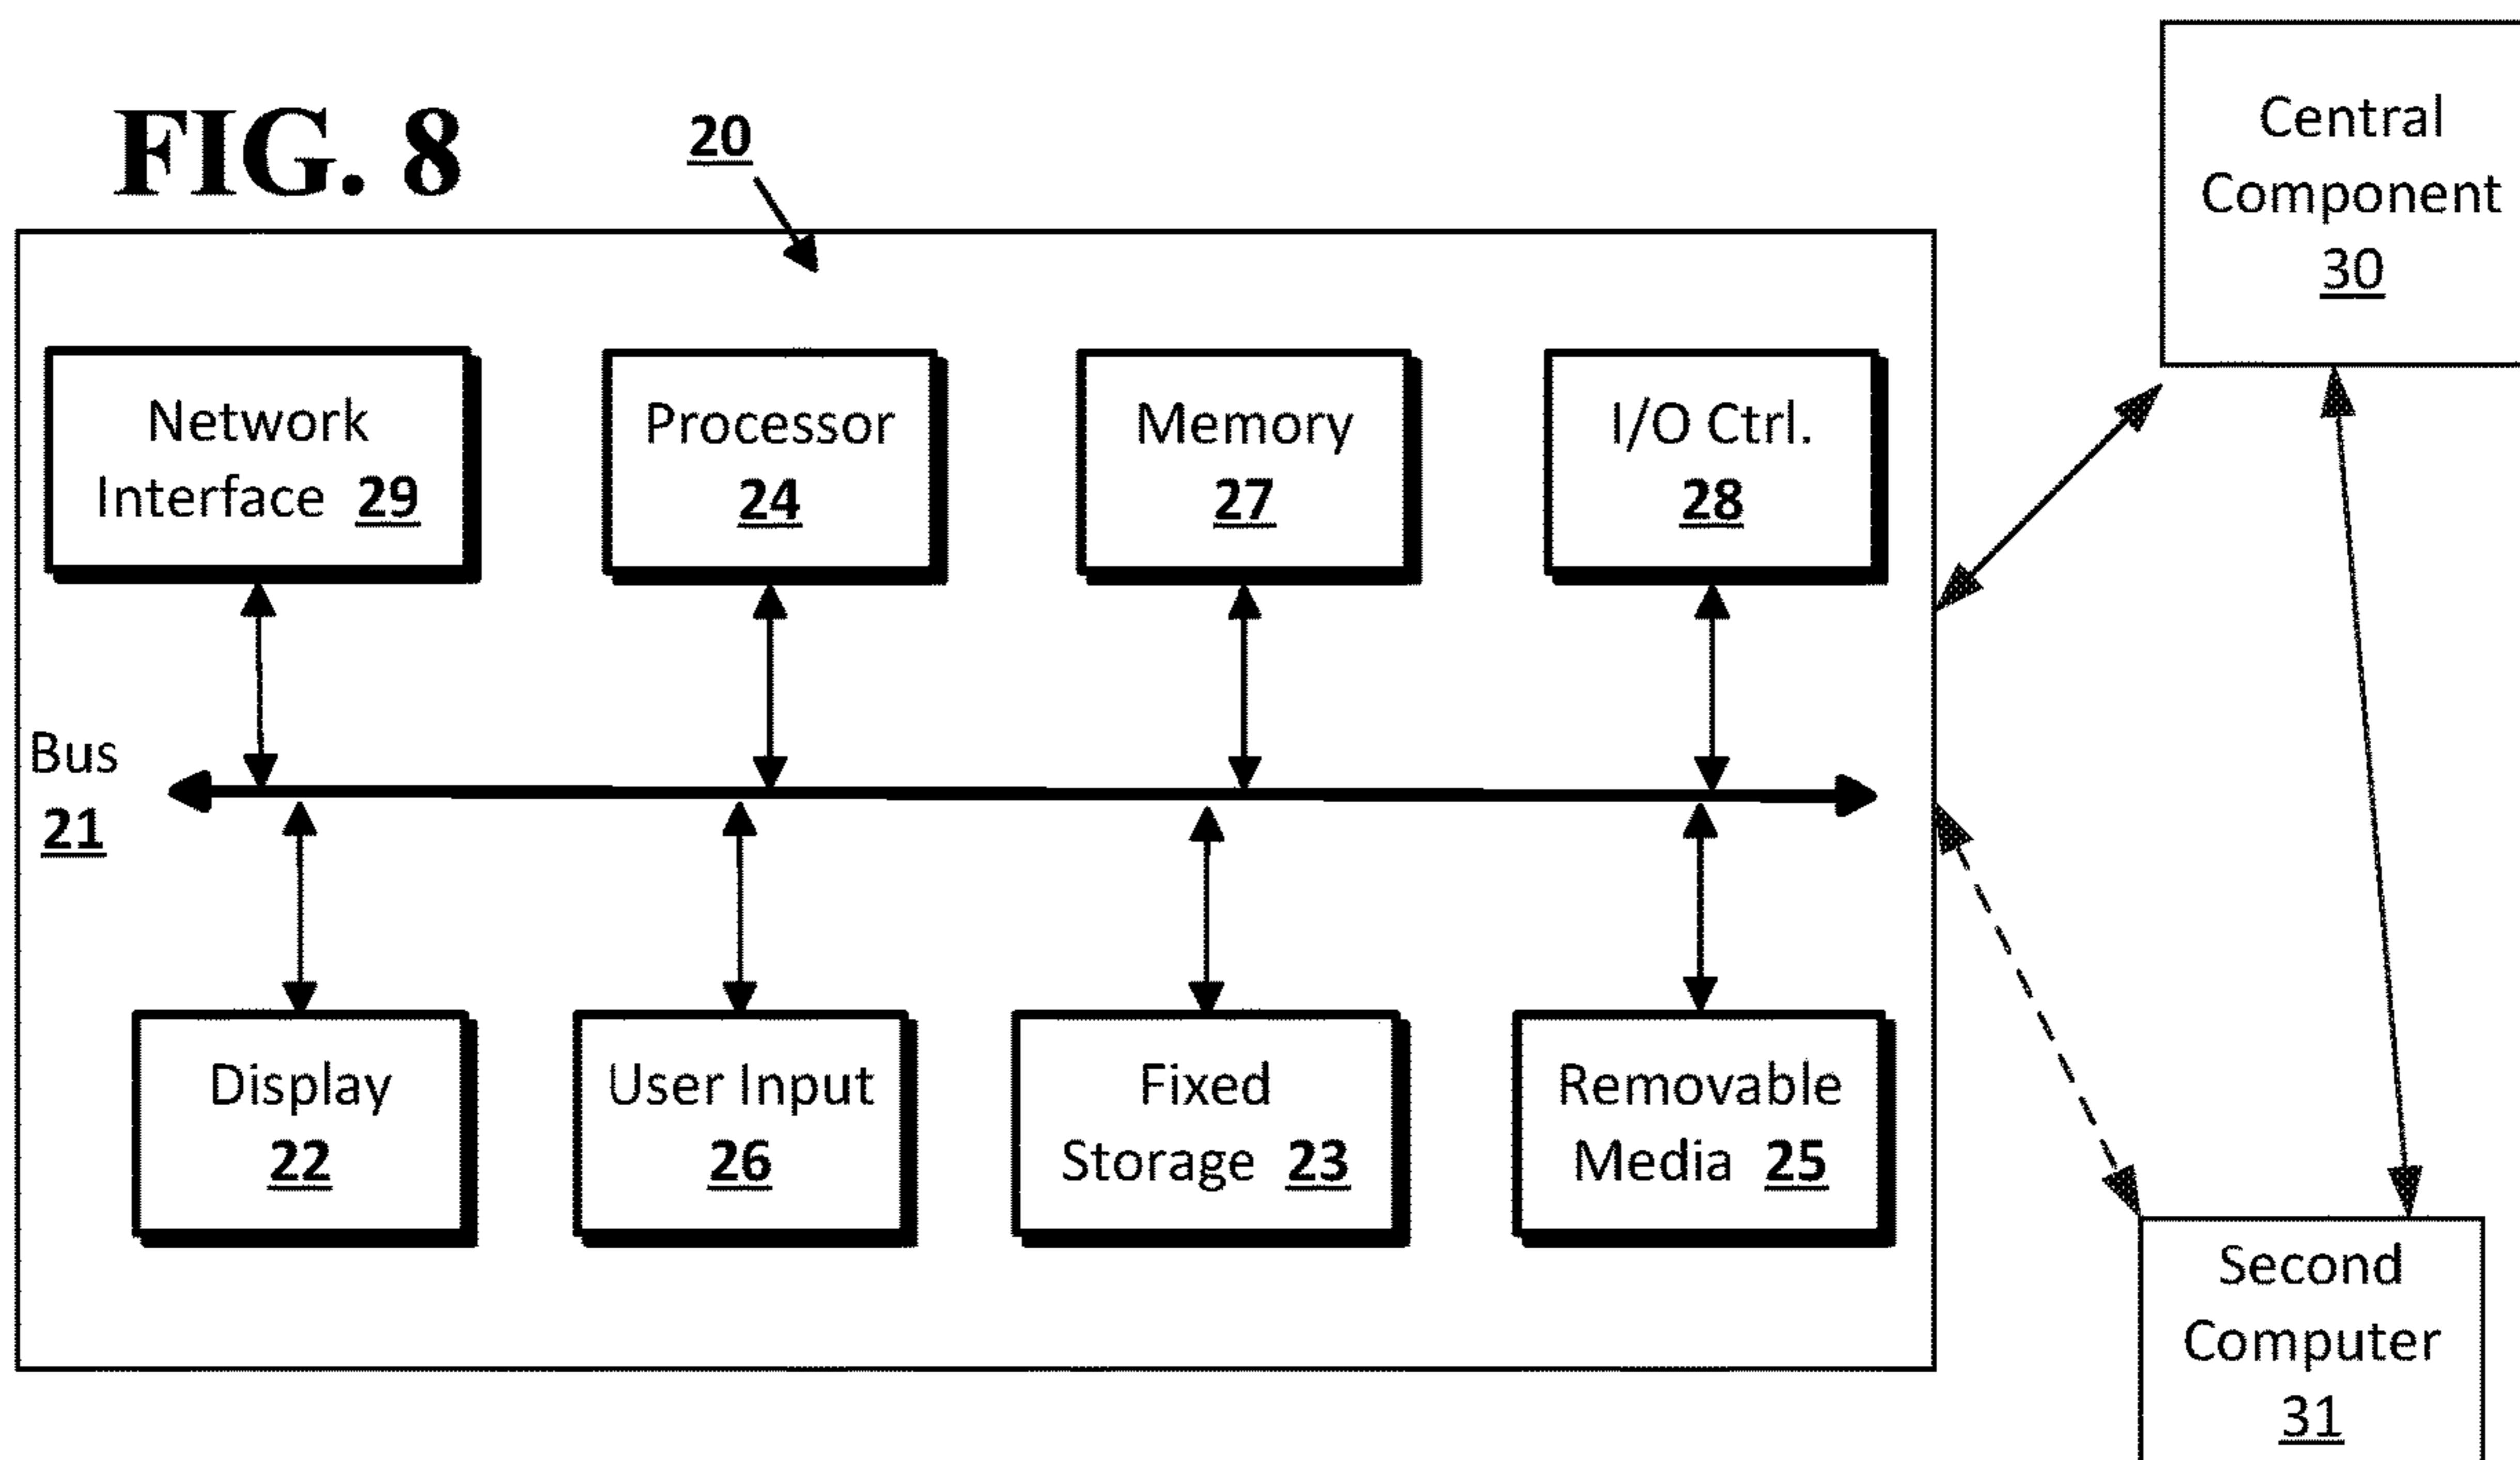 FIG. 8
20
Central
Component
30
Network
Interface 29
Processor
24
Memory
27
I/O Ctrl.
28
Bus
21
Display
22
User Input
26
Fixed
Storage 23
Removable
Media 25
Second
Computer
31